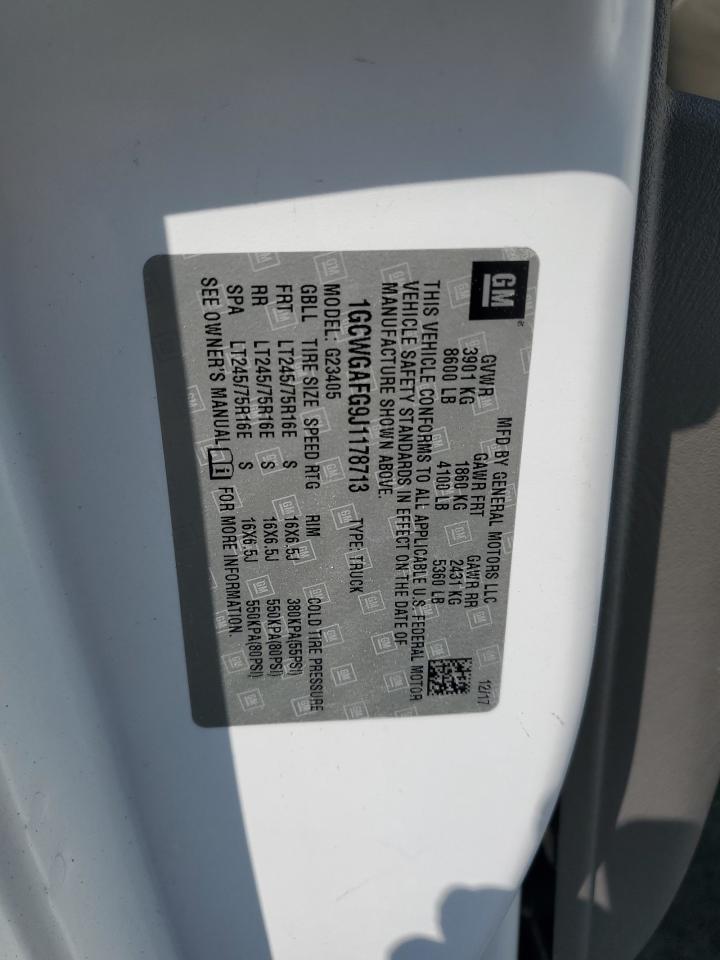 GM
MFD BY GENERAL MOTORS LLC 12/17
GVWR GAWR FRT GAWR RR
3901 KG 1860 KG 2431 KG
8600 LB 4100 LB 5360 LB
THIS VEHICLE CONFORMS TO ALL APPLICABLE U.S. FEDERAL MOTOR
VEHICLE SAFETY STANDARDS IN EFFECT ON THE DATE OF
MANUFACTURE SHOWN ABOVE.
1GCWGAFG9J1178713 TYPE: TRUCK
MODEL: G23405
GBLL TIRE SIZE SPEED RTG RIM COLD TIRE PRESSURE
FRT LT245/75R16E S 16X6.5J 380KPA(55PSI)
RR LT245/75R16E S 16X6.5J 550KPA(80PSI)
SPA LT245/75R16E S 16X6.5J 550KPA(80PSI)
SEE OWNER'S MANUAL FOR MORE INFORMATION.